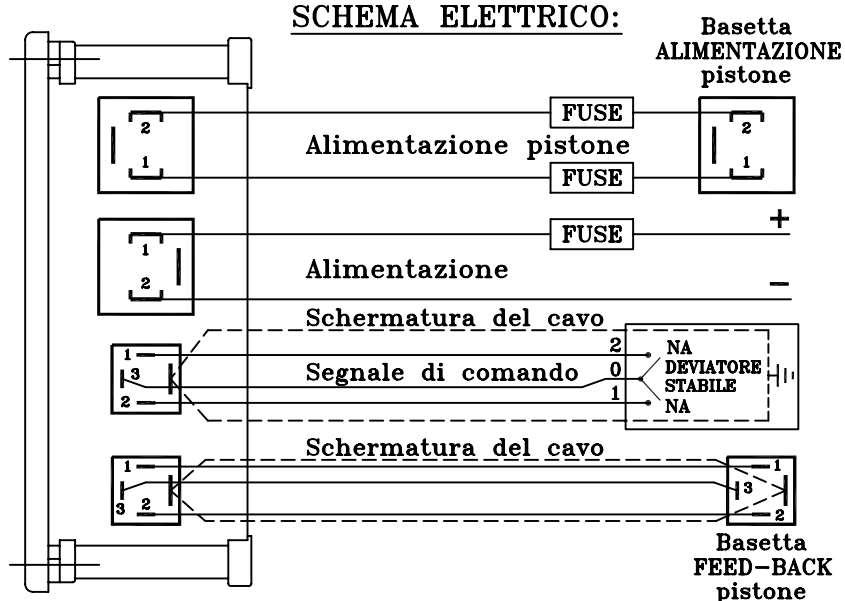 SCHEMA ELETTRICO:
Basetta
ALIMENTAZIONE
pistone
2
FUSE
2
Alimentazione pistone
1
FUSE
1
+
1
FUSE
Alimentazione
2
−
Schermatura del cavo
1
2
NA
3
Segnale di comando
0
DEVIATORE
STABILE
2
1
NA
Schermatura del cavo
1
1
3
3
2
2
Basetta
FEED-BACK
pistone